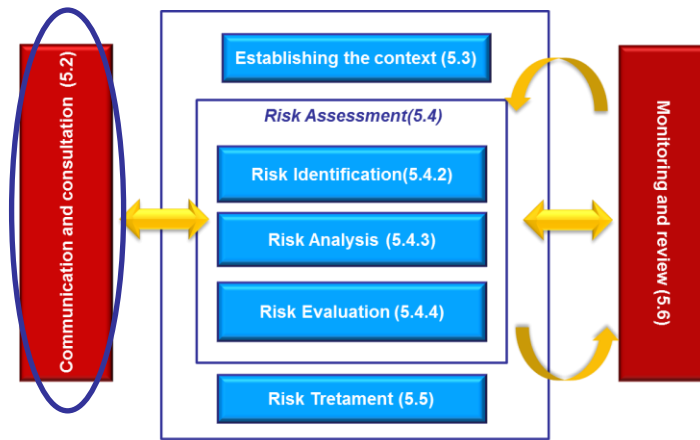 Communication and consultation (5.2)
Establishing the context (5.3)
Risk Assessment(5.4)
Risk Identification(5.4.2)
Risk Analysis (5.4.3)
Risk Evaluation (5.4.4)
Risk Tretament (5.5)
Monitoring and review (5.6)